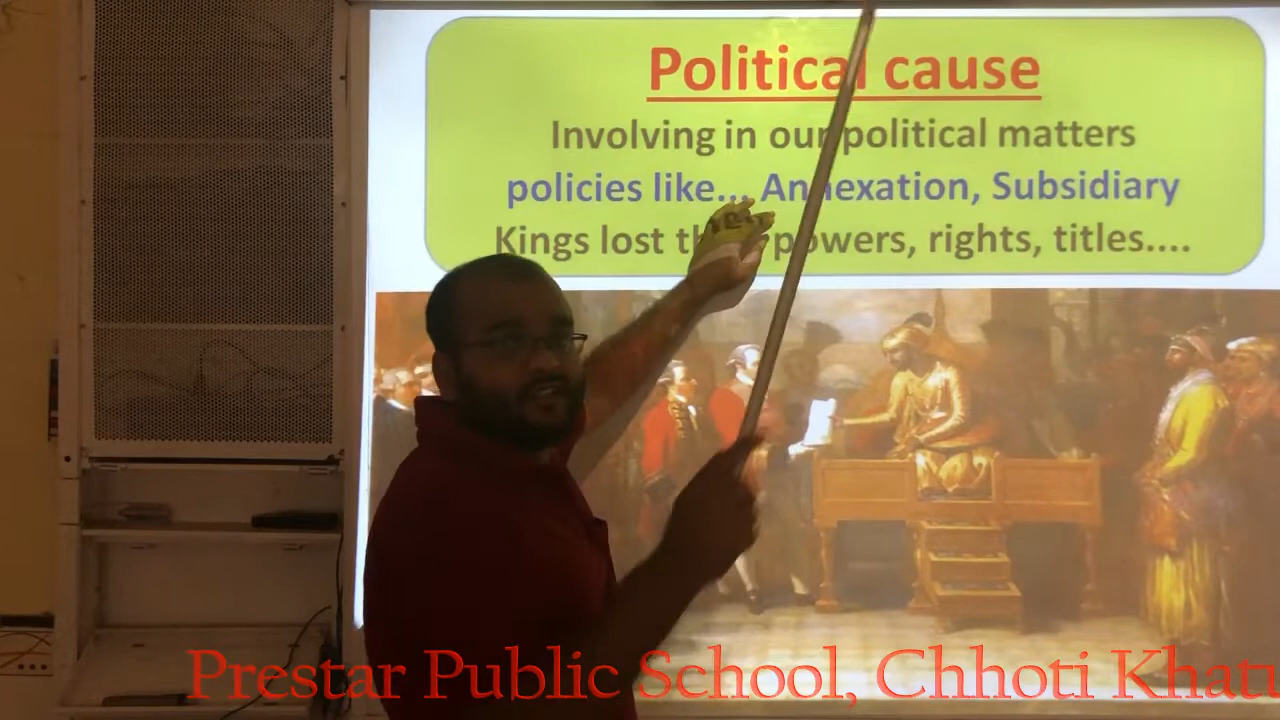 Political cause
Involving in our political matters
policies like... Annexation, Subsidiary
Kings lost powers, rights, titles....
Prestar Public School, Chhoti Khatu